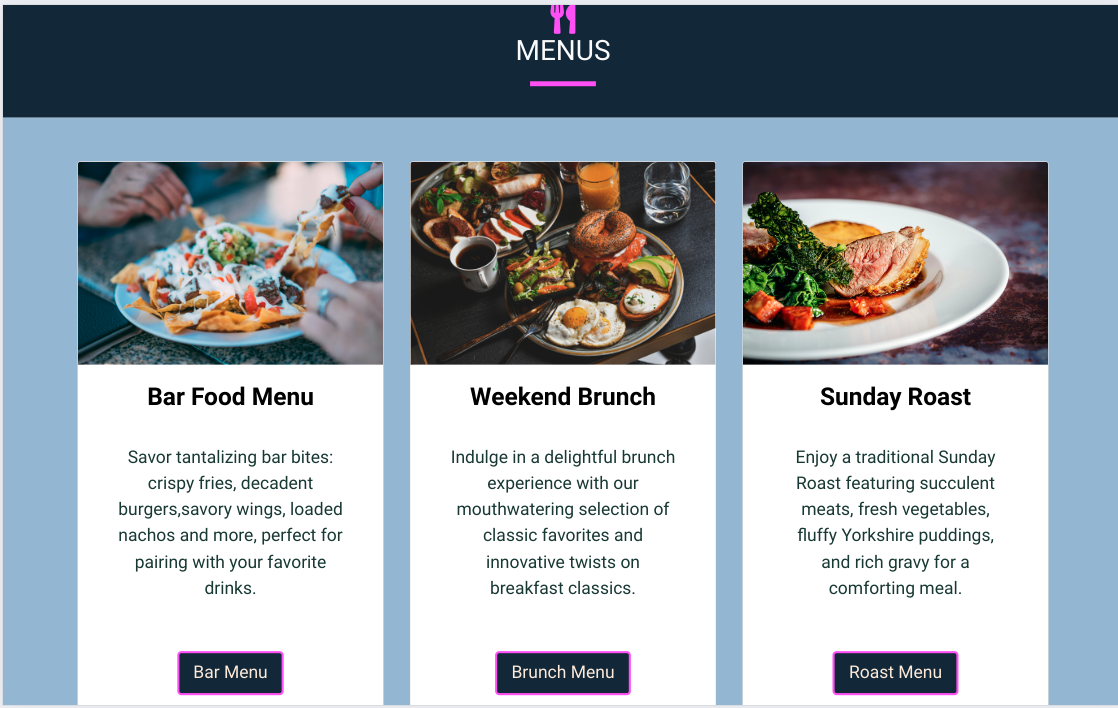 MENUS
Bar Food Menu
Savor tantalizing bar bites:
crispy fries, decadent
burgers,savory wings, loaded
nachos and more, perfect for
pairing with your favorite
drinks.
Bar Menu
Weekend Brunch
Indulge in a delightful brunch
experience with our
mouthwatering selection of
classic favorites and
innovative twists on
breakfast classics.
Brunch Menu
Sunday Roast
Enjoy a traditional Sunday
Roast featuring succulent
meats, fresh vegetables,
fluffy Yorkshire puddings,
and rich gravy for a
comforting meal.
Roast Menu